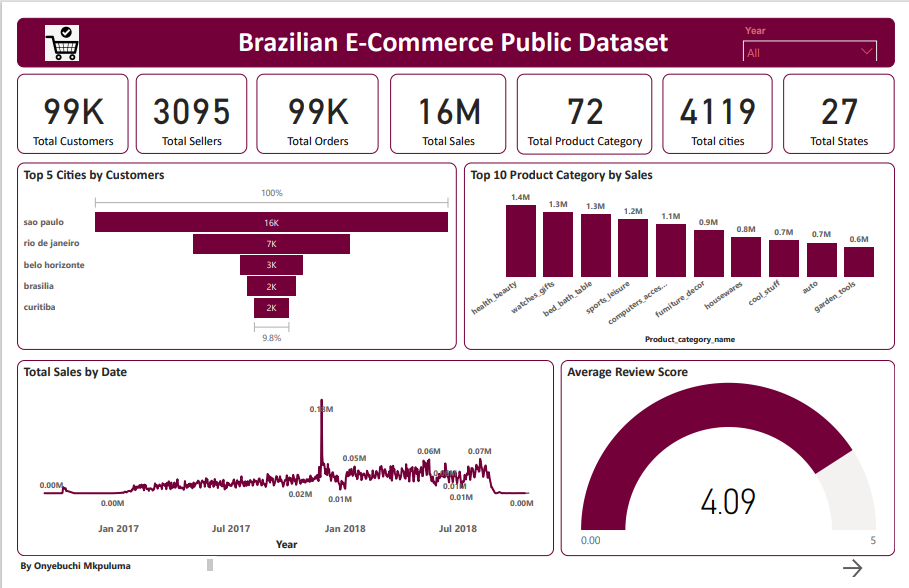 Brazilian E-Commerce Public Dataset
Year
All
99K
Total Customers
3095
Total Sellers
99K
Total Orders
16M
Total Sales
72
Total Product Category
4119
Total cities
27
Total States
Top 5 Cities by Customers
100%
sao paulo
16K
rio de janeiro
7K
belo horizonte
3K
brasilia
2K
curitiba
2K
9.8%
Top 10 Product Category by Sales
1.4M
1.3M
1.3M
1.2M
1.1M
0.9M
0.8M
0.7M
0.7M
0.6M
health_beauty
watches_gifts
bed_bath_table
sports_leisure
computers_acces...
furniture_decor
housewares
cool_stuff
auto
garden_tools
Product_category_name
Total Sales by Date
0.00M
0.00M
0.02M
0.01M
0.05M
0.06M
0.07M
0.01M
0.01M
0.00M
Jan 2017
Jul 2017
Jan 2018
Jul 2018
Year
Average Review Score
4.09
0.00
5
By Onyebuchi Mkpuluma